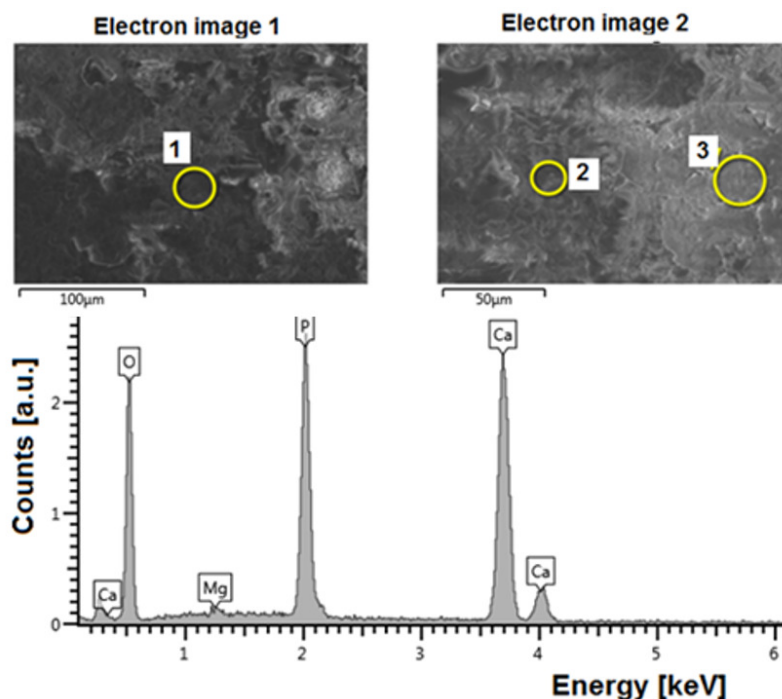 Electron image 1
Electron image 2
1
2
3
100µm
50µm
Counts [a.u.]
2
1
0
Ca
O
Mg
P
Ca
Ca
1
2
3
4
5
6
Energy [keV]